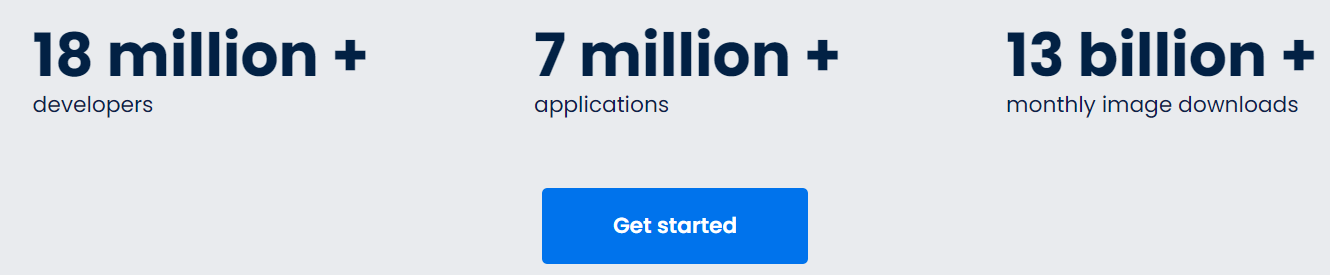 18 million + 7 million + 13 billion +
developers applications monthly image downloads
Get started